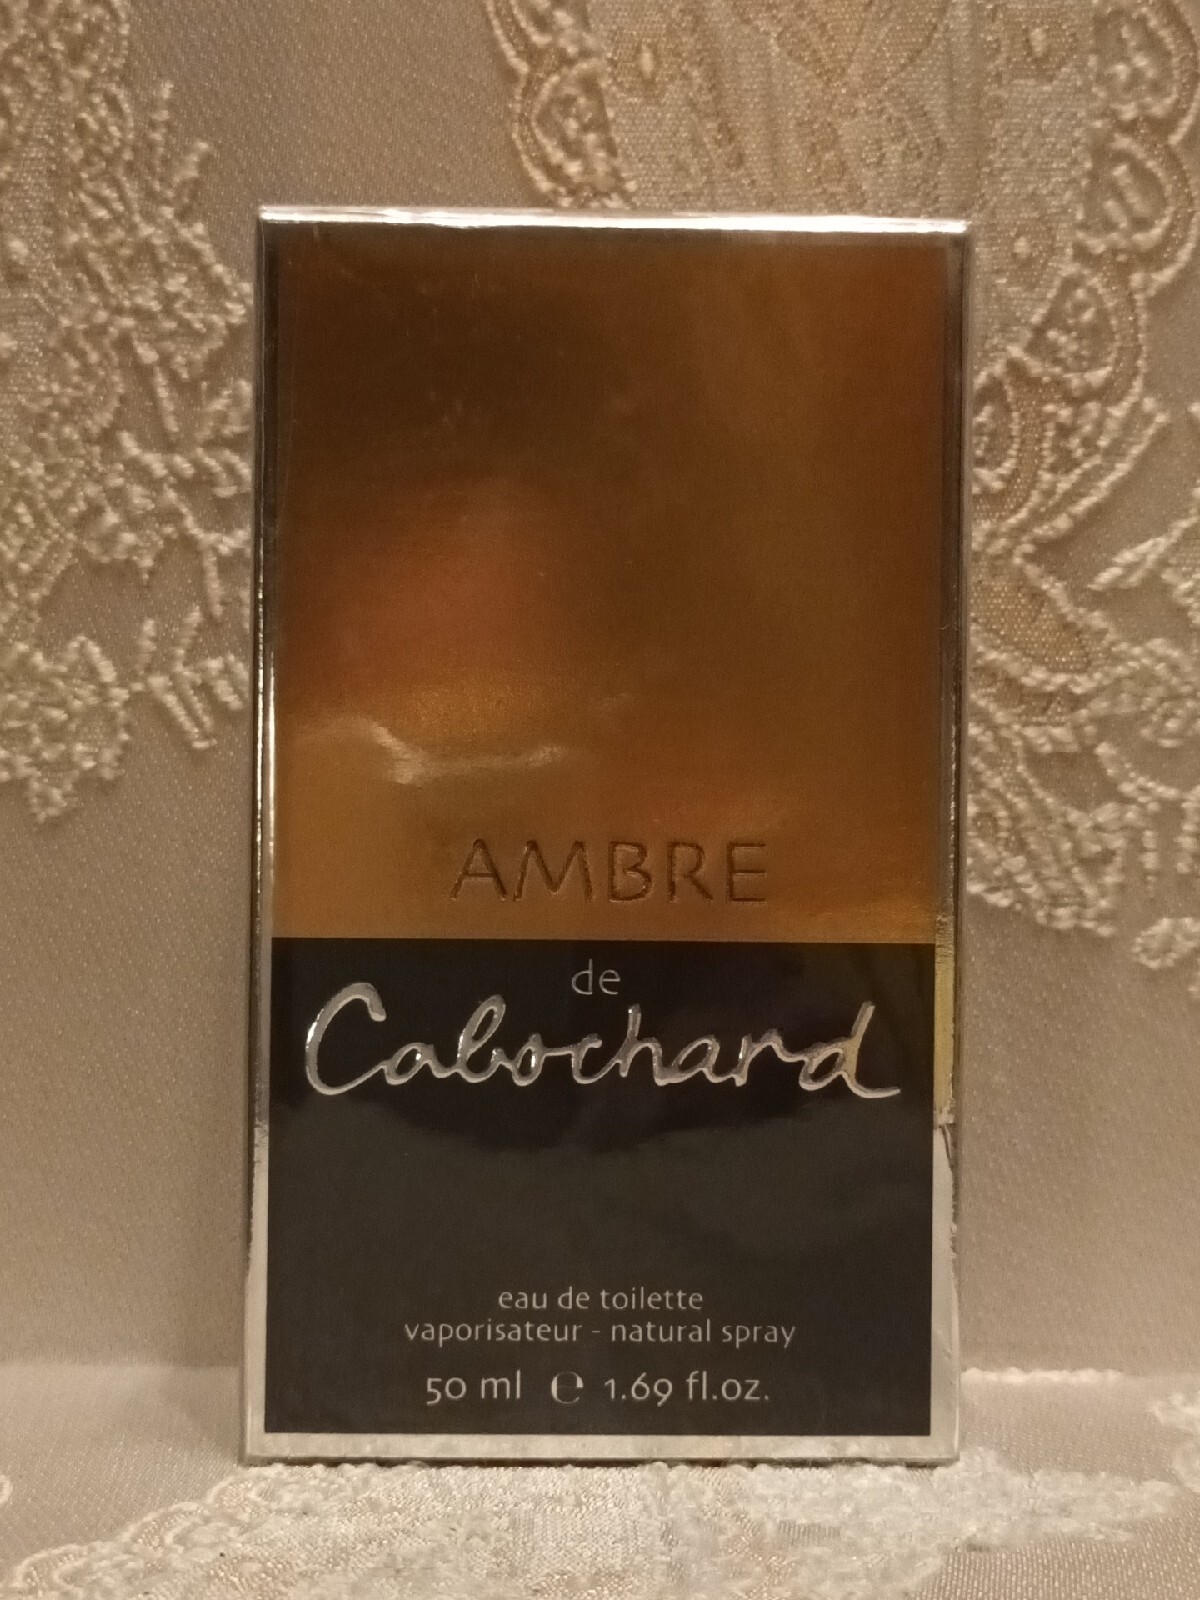 AMBRE
de
Cabochard
eau de toilette
vaporisateur - natural spray
50 ml ℮ 1.69 fl.oz.